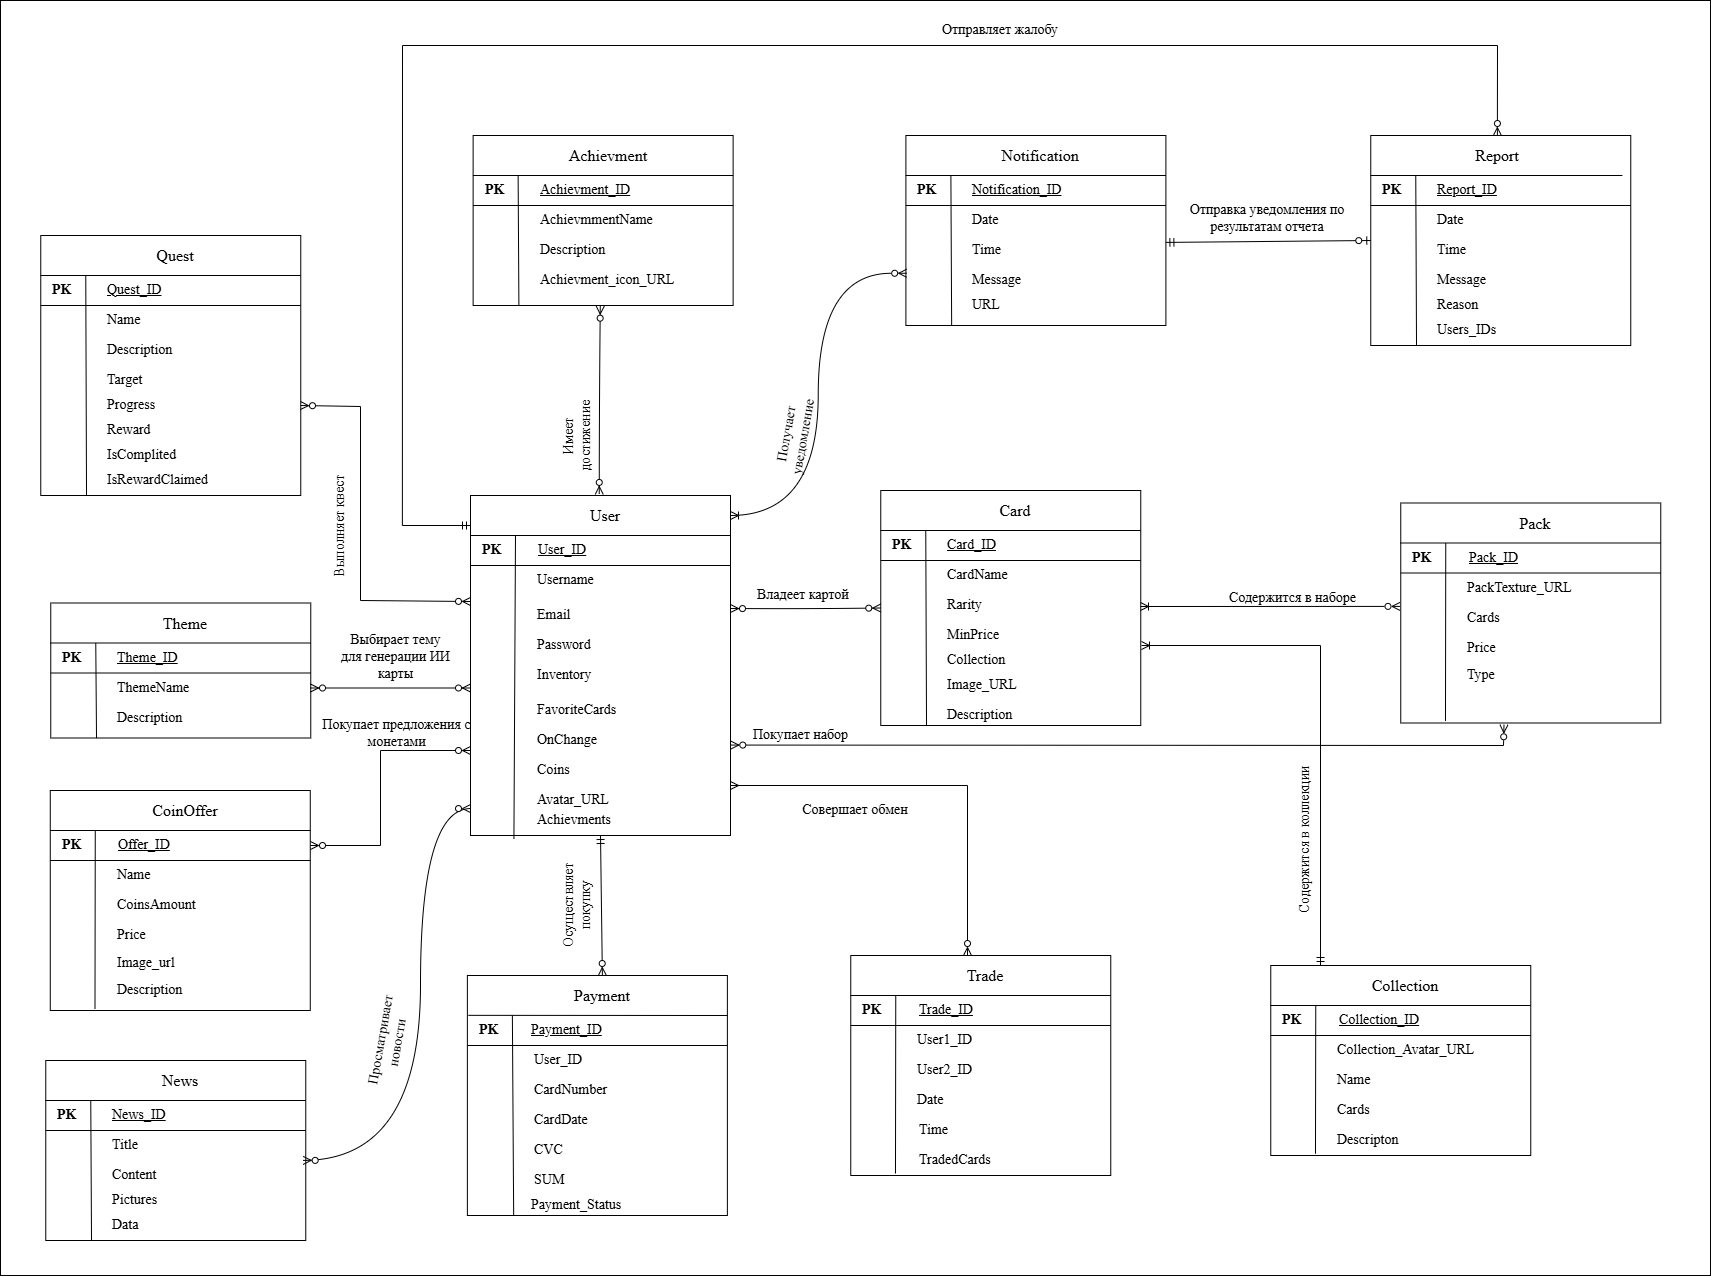 Отправляет жалобу
Achievment
PK
Achievment_ID
AchievmmentName
Description
Achievment_icon_URL
Notification
PK
Notification_ID
Date
Time
Message
URL
Отправка уведомления по
результатам отчета
Report
PK
Report_ID
Date
Time
Message
Reason
Users_IDs
Quest
PK
Quest_ID
Name
Description
Target
Progress
Reward
IsComplited
IsRewardClaimed
Выполняет квест
Имеет
достижение
Получает
уведомление
User
PK
User_ID
Username
Email
Password
Inventory
FavoriteCards
OnChange
Coins
Avatar_URL
Achievments
Владеет картой
Card
PK
Card_ID
CardName
Rarity
MinPrice
Collection
Image_URL
Description
Содержится в наборе
Pack
PK
Pack_ID
PackTexture_URL
Cards
Price
Type
Theme
PK
Theme_ID
ThemeName
Description
Выбирает тему
для генерации ИИ
карты
Покупает предложения с
монетами
Покупает набор
Совершает обмен
Содержится в коллекции
CoinOffer
PK
Offer_ID
Name
CoinsAmount
Price
Image_url
Description
Осуществляет
покупку
Просматривает
новости
News
PK
News_ID
Title
Content
Pictures
Data
Payment
PK
Payment_ID
User_ID
CardNumber
CardDate
CVC
SUM
Payment_Status
Trade
PK
Trade_ID
User1_ID
User2_ID
Date
Time
TradedCards
Collection
PK
Collection_ID
Collection_Avatar_URL
Name
Cards
Descripton